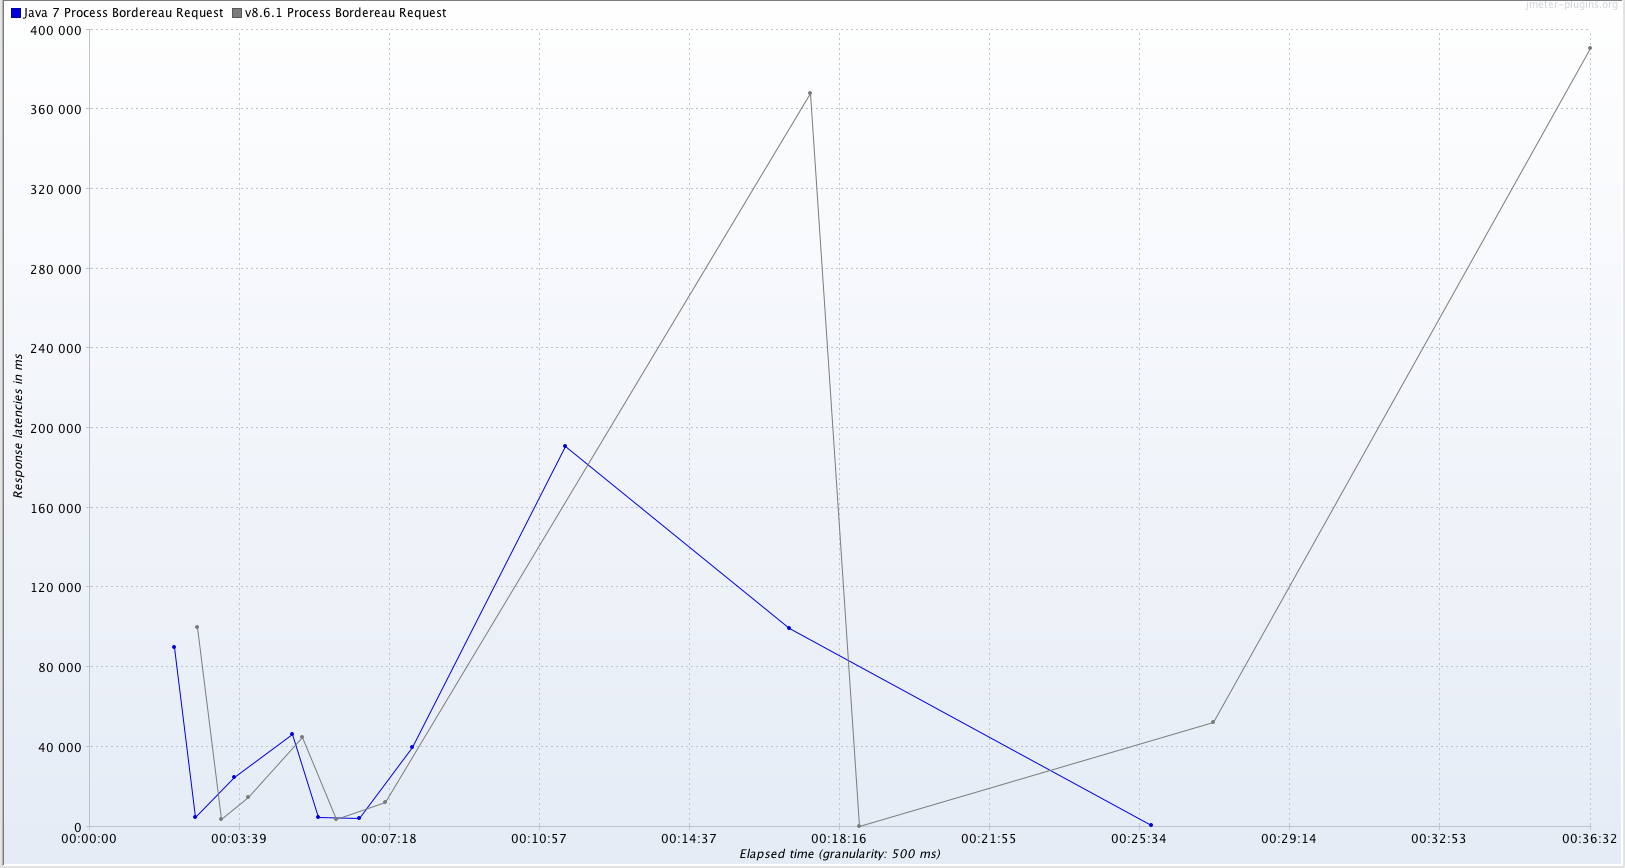 jmeter-plugins.org
Java 7 Process Bordereau Request v8.6.1 Process Bordereau Request
400 000
360 000
320 000
280 000
240 000
200 000
160 000
120 000
80 000
40 000
0
Response latencies in ms
00:00:00 00:03:39 00:07:18 00:10:57 00:14:37 00:18:16 00:21:55 00:25:34 00:29:14 00:32:53 00:36:32
Elapsed time (granularity: 500 ms)